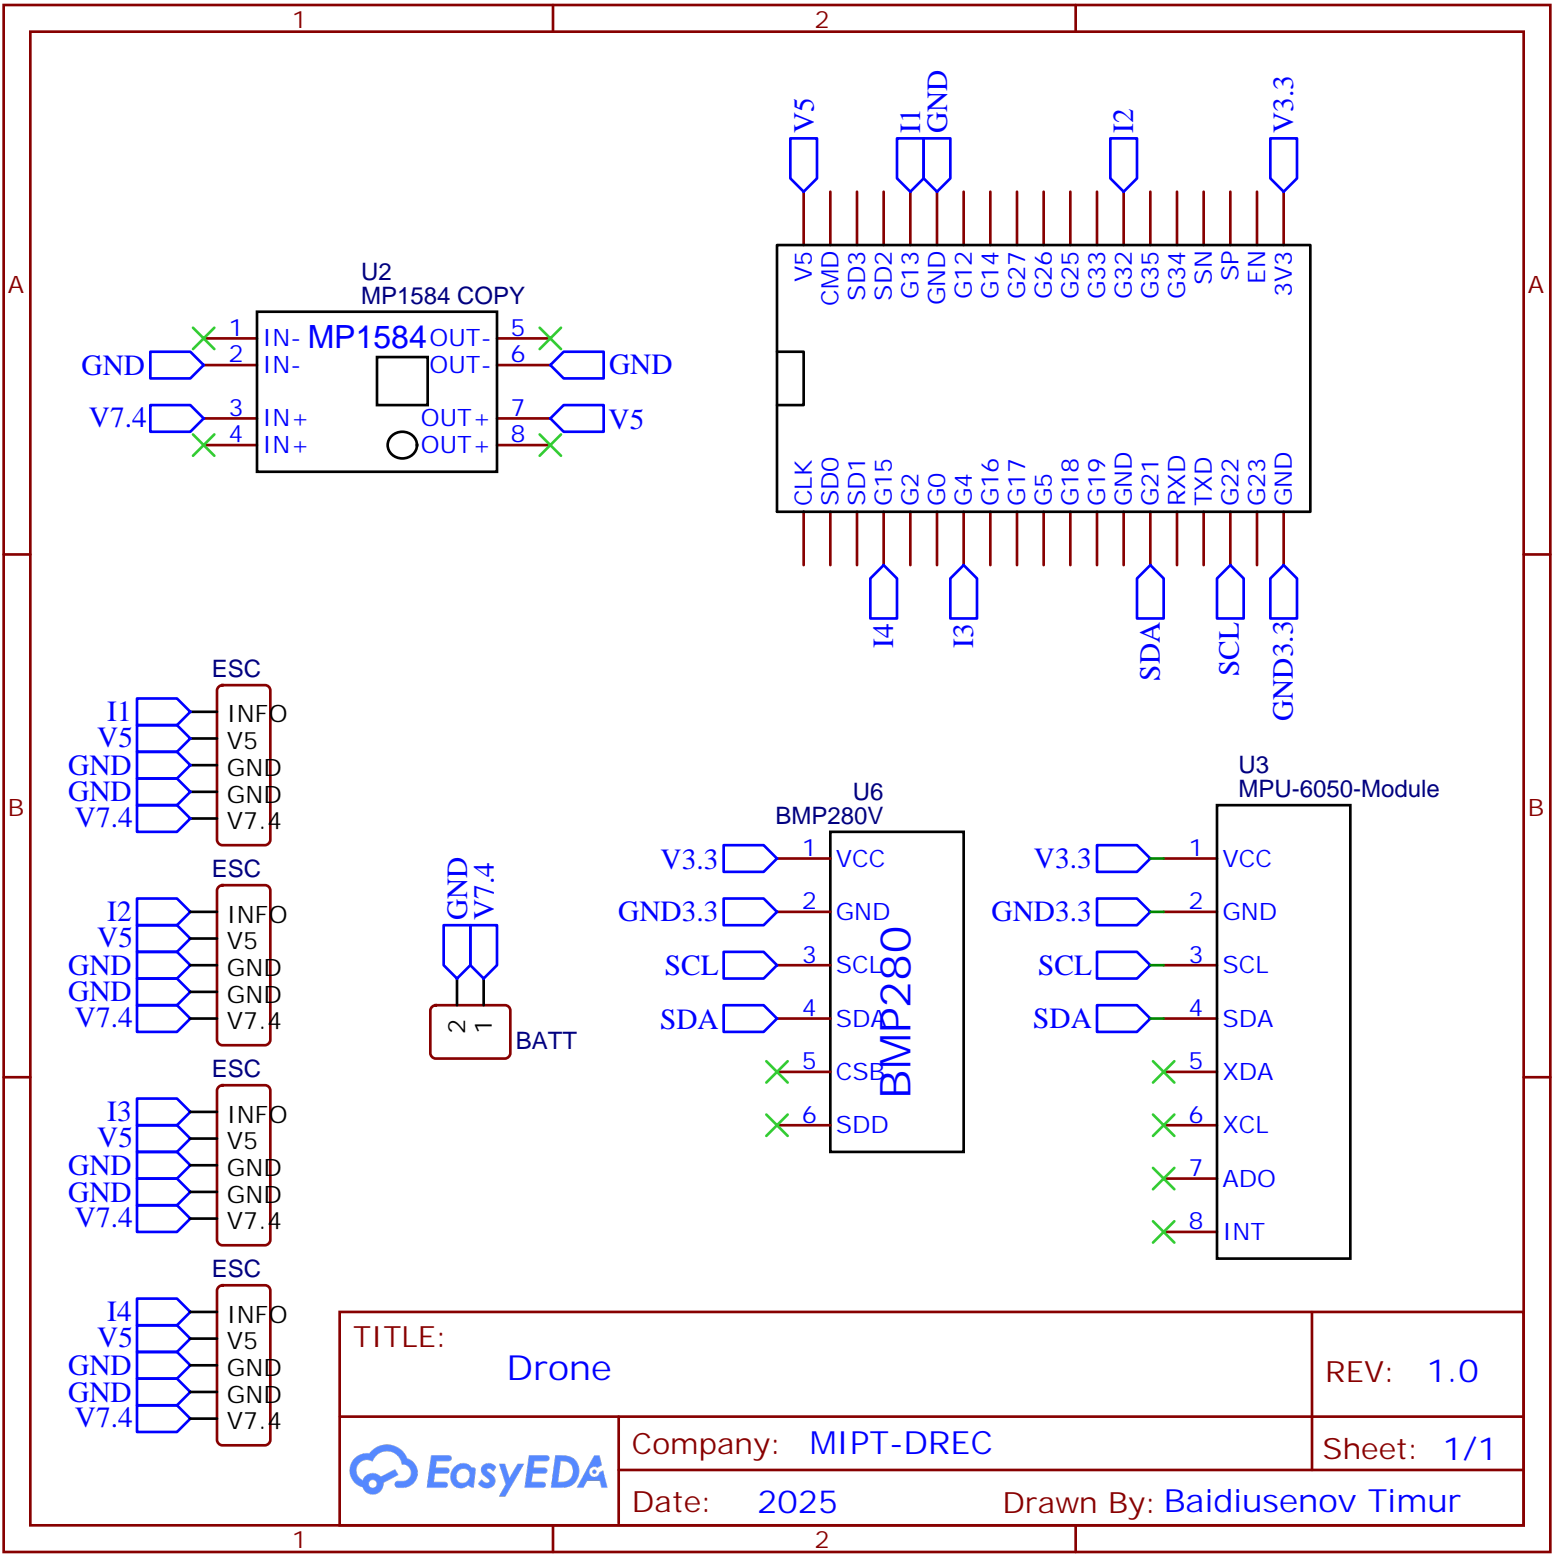 1
2
A
A
B
B
V5
I1
GND
I2
V3.3
V5
CMD
SD3
SD2
G13
GND
G12
G14
G27
G26
G25
G33
G32
G35
G34
SN
SP
EN
3V3
CLK
SD0
SD1
G15
G2
G0
G4
G16
G17
G5
G18
G19
GND
G21
RXD
TXD
G22
G23
GND
I4
I3
SDA
SCL
GND3.3
U2
MP1584 COPY
MP1584
1 IN-
GND 2 IN-
V7.4 3 IN+
4 IN+
OUT- 5
OUT- 6 GND
OUT+ 7 V5
OUT+ 8
ESC
I1 INFO
V5 V5
GND GND
GND GND
V7.4 V7.4
ESC
I2 INFO
V5 V5
GND GND
GND GND
V7.4 V7.4
ESC
I3 INFO
V5 V5
GND GND
GND GND
V7.4 V7.4
ESC
I4 INFO
V5 V5
GND GND
GND GND
V7.4 V7.4
GND
V7.4
2
1
BATT
U6
BMP280V
V3.3 1 VCC
GND3.3 2 GND
SCL 3 SCL
SDA 4 SDA
5 CSB
6 SDD
BMP280
U3
MPU-6050-Module
V3.3 1 VCC
GND3.3 2 GND
SCL 3 SCL
SDA 4 SDA
5 XDA
6 XCL
7 ADO
8 INT
TITLE:
Drone
REV: 1.0
EasyEDA
Company: MIPT-DREC
Sheet: 1/1
Date: 2025
Drawn By: Baidiusenov Timur
1
2